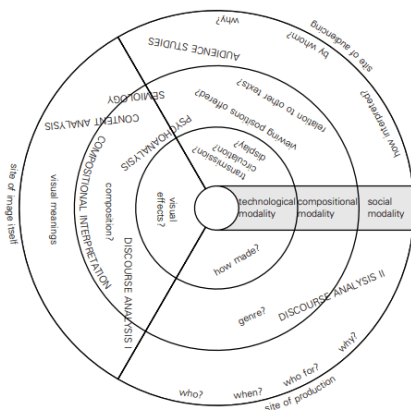 site of audiencing
why?
by whom?
how interpreted?
AUDIENCE STUDIES
relation to other texts?
viewing positions offered?
transmission?
circulation?
display?
SEMIOLOGY
CONTENT ANALYSIS
PSYCHOANALYSIS
COMPOSITIONAL INTERPRETATION
DISCOURSE ANALYSIS I
site of image itself
visual meanings
composition?
visual
effects?
technological
modality
compositional
modality
social
modality
how made?
genre?
DISCOURSE ANALYSIS II
who?
when?
who for?
why?
site of production